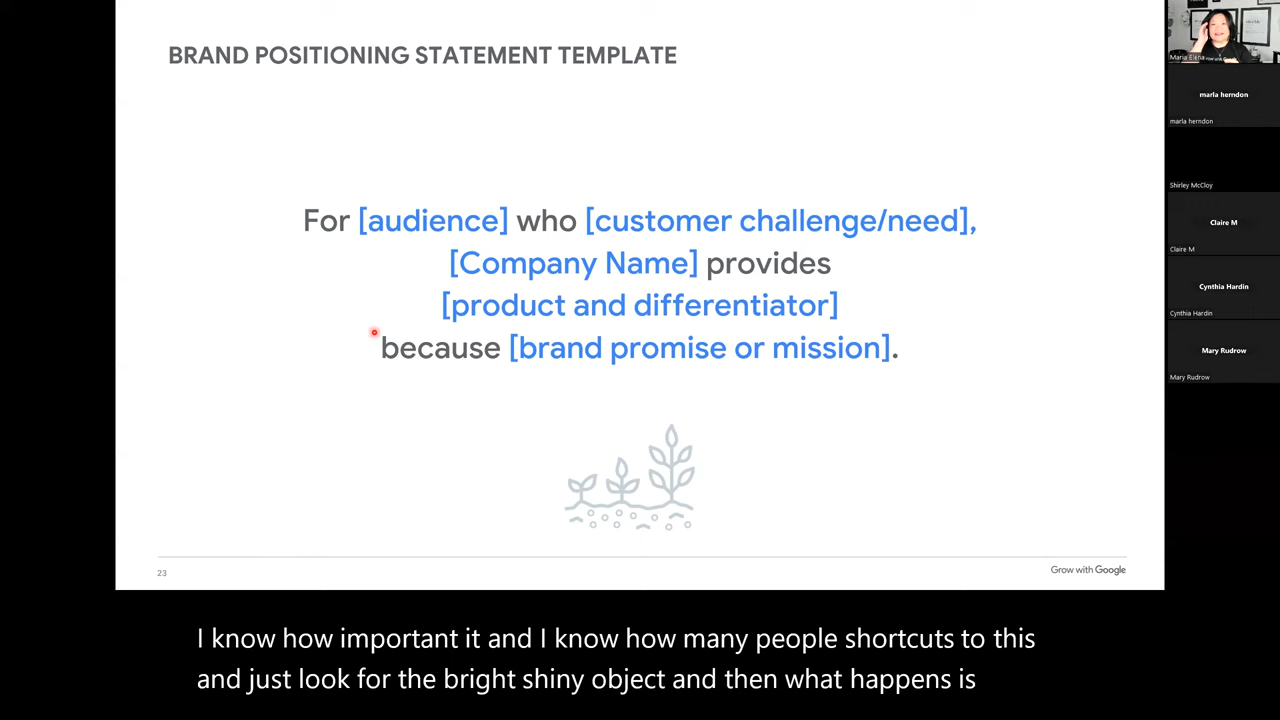 BRAND POSITIONING STATEMENT TEMPLATE
For [audience] who [customer challenge/need],
[Company Name] provides
[product and differentiator]
because [brand promise or mission].
23
Grow with Google
Maria Elena
marla herndon
marla herndon
Shirley McCloy
Claire M
Claire M
Cynthia Hardin
Cynthia Hardin
Mary Rudrow
Mary Rudrow
I know how important it and I know how many people shortcuts to this
and just look for the bright shiny object and then what happens is